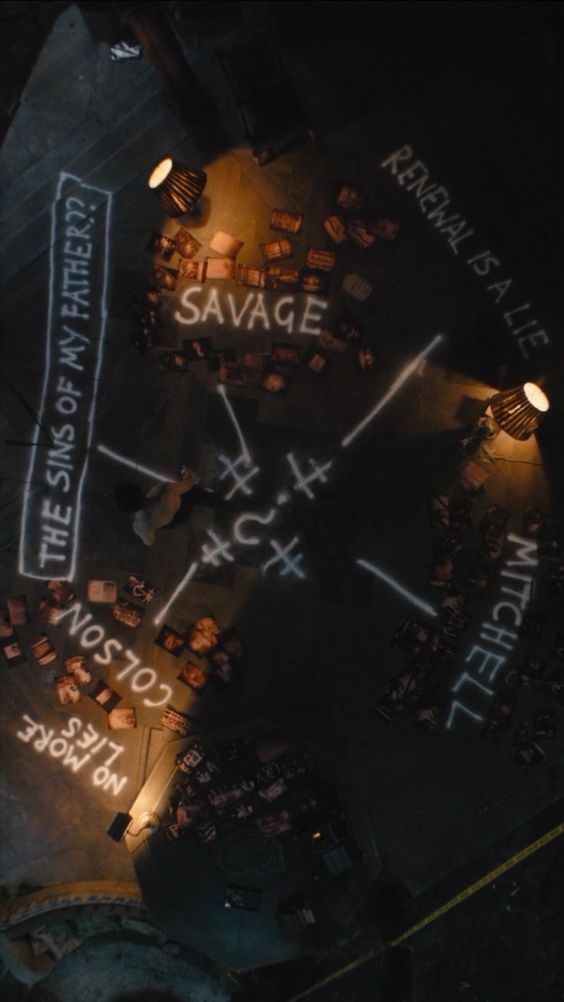 THE SINS OF MY FATHER??
NO MORE
LIES
COLSON
SAVAGE
#?#
##
MITCHELL
RENEWAL IS A LIE